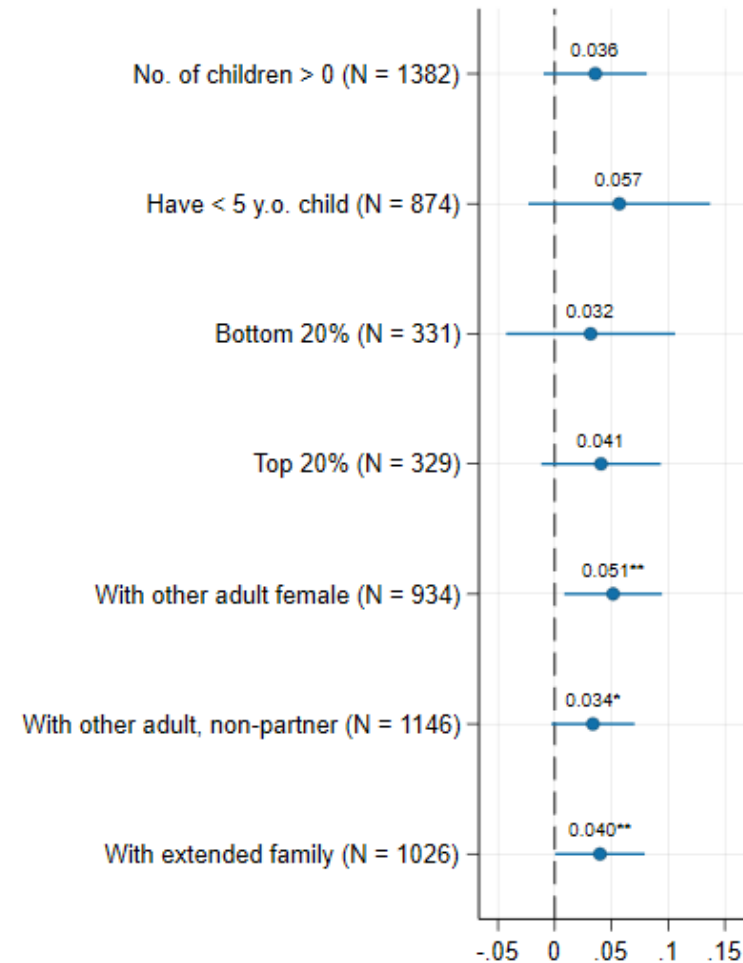 0.036
No. of children > 0 (N = 1382)
0.057
Have < 5 y.o. child (N = 874)
0.032
Bottom 20% (N = 331)
0.041
Top 20% (N = 329)
0.051**
With other adult female (N = 934)
0.034*
With other adult, non-partner (N = 1146)
0.040**
With extended family (N = 1026)
-.05 0 .05 .1 .15